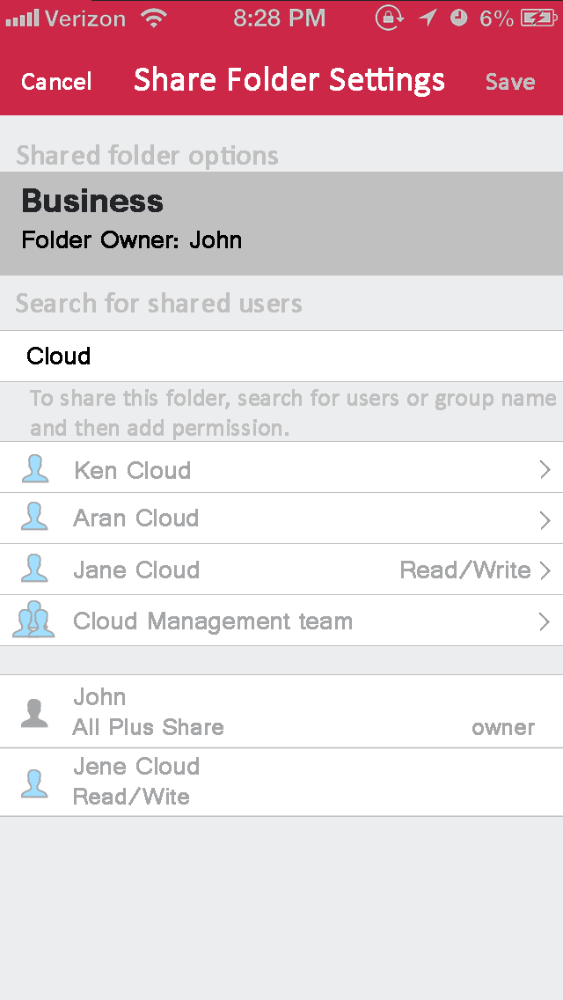 Verizon 8:28 PM 6%
Cancel Share Folder Settings Save
Shared folder options
Business
Folder Owner: John
Search for shared users
Cloud
To share this folder, search for users or group name
and then add permission.
Ken Cloud
Aran Cloud
Jane Cloud Read/Write
Cloud Management team
John
All Plus Share owner
Jene Cloud
Read/Wite